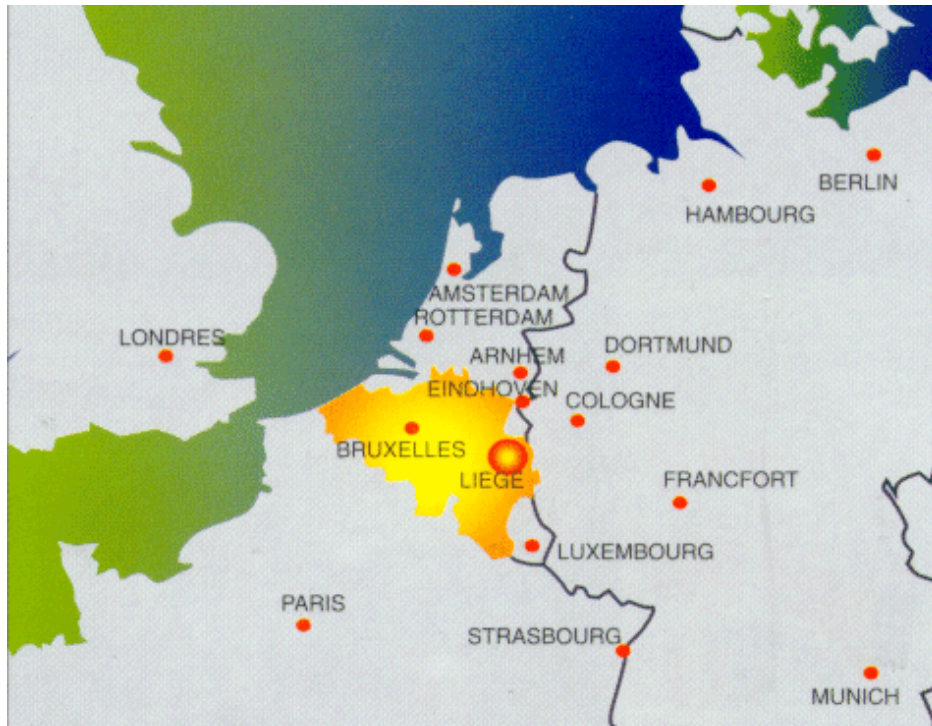 BERLIN
HAMBOURG
AMSTERDAM
ROTTERDAM
LONDRES
ARNHEM
DORTMUND
EINDHOVEN
COLOGNE
BRUXELLES
LIEGE
FRANCFORT
LUXEMBOURG
PARIS
STRASBOURG
MUNICH